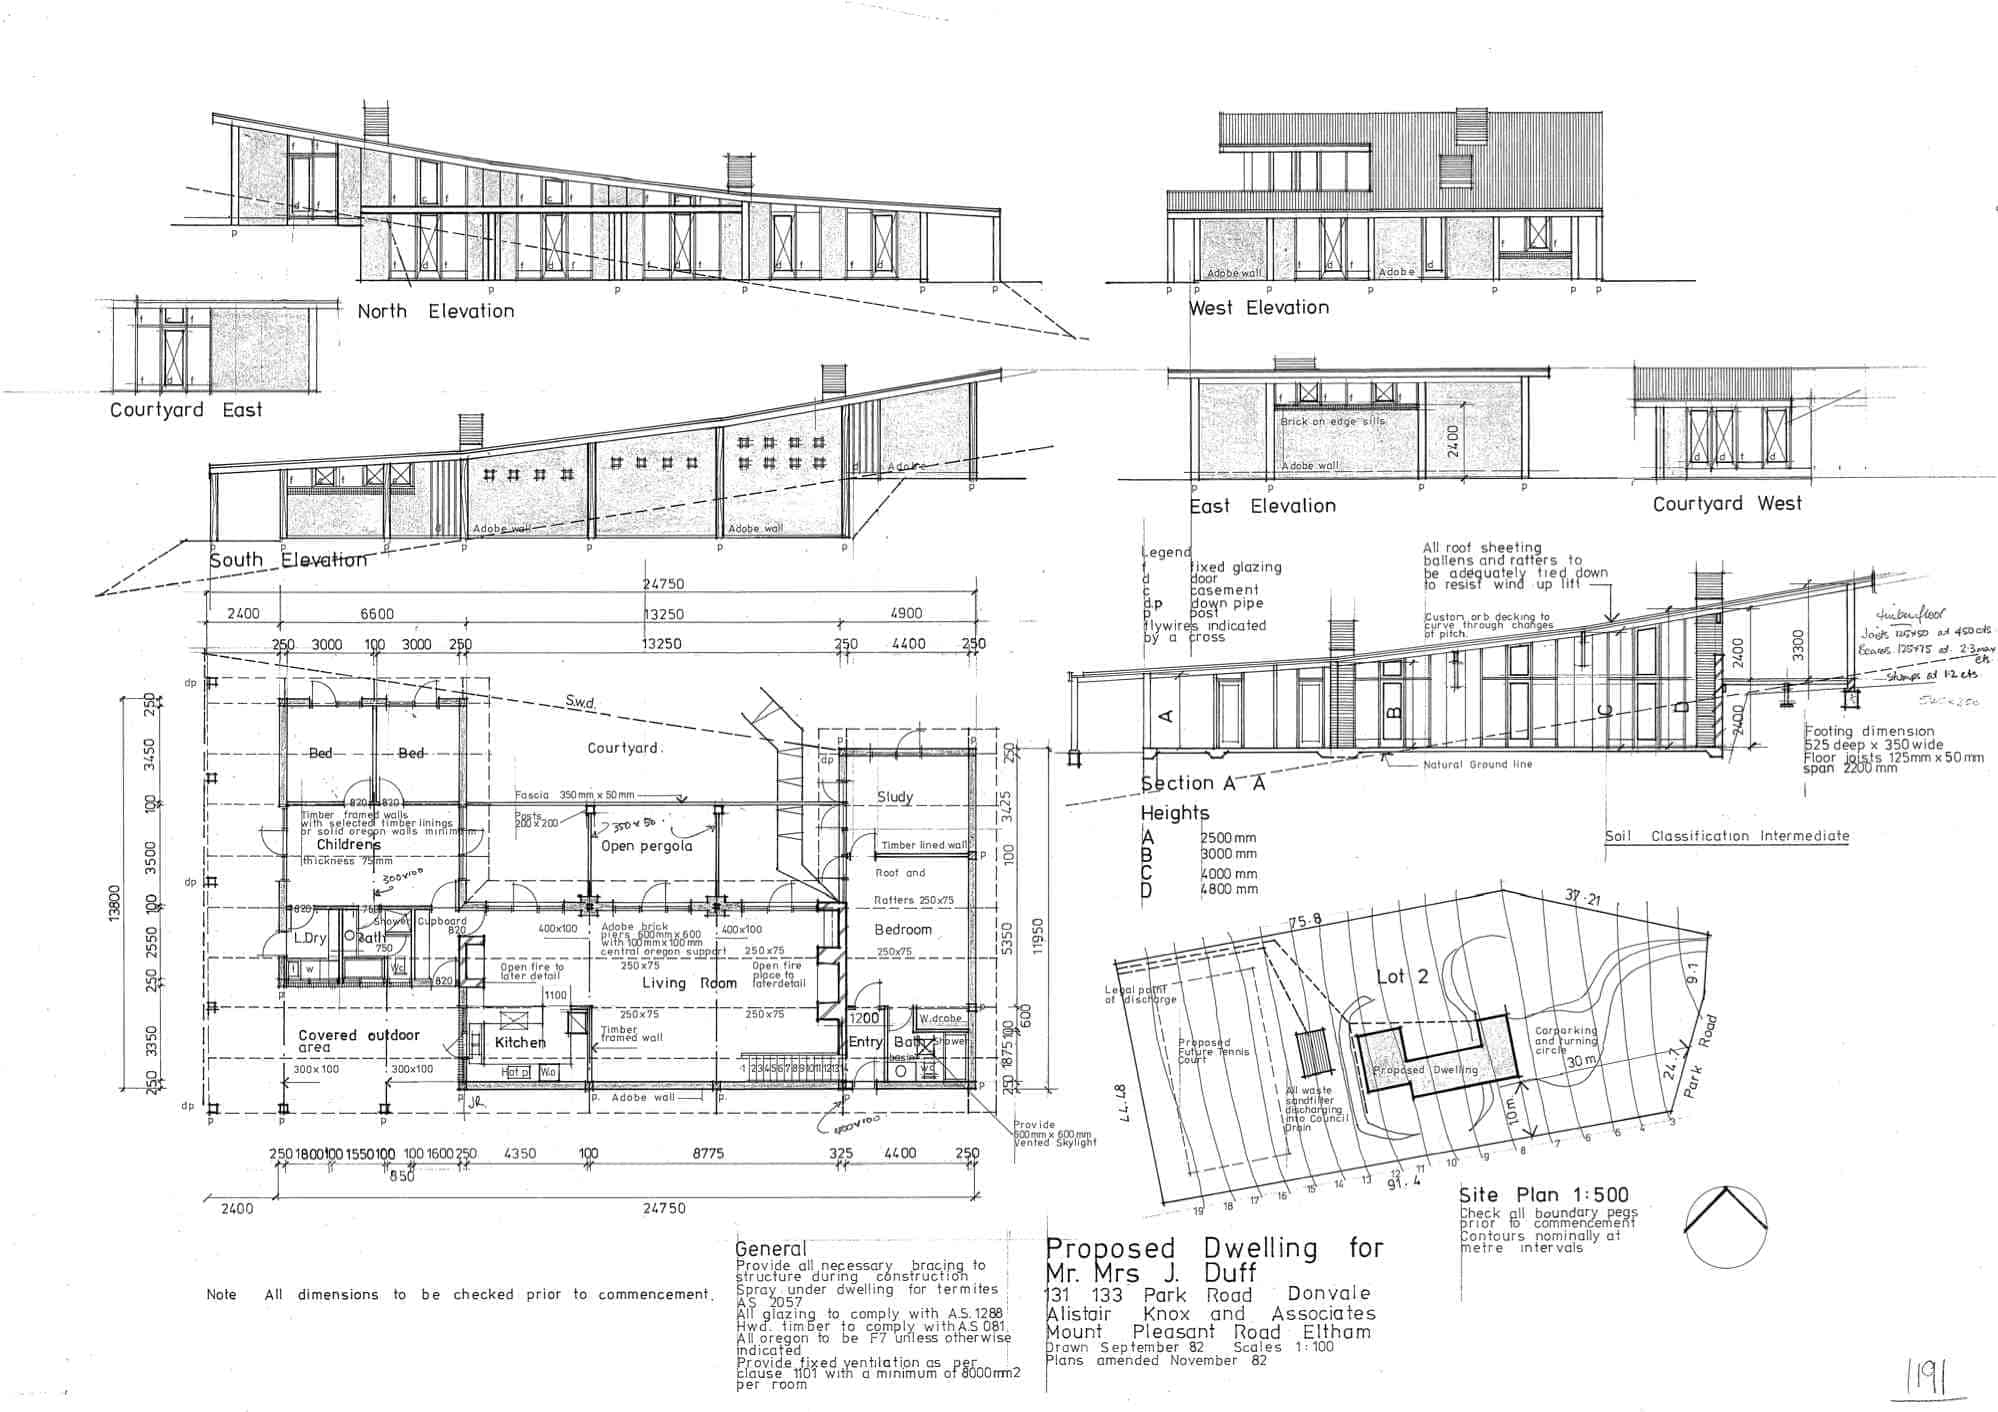 North Elevation
West Elevation
Adobe wall
Adobe
Courtyard East
South Elevation
Adobe wall
Adobe wall
Adobe
Brick on edge sills
Adobe wall
2400
East Elevalion
Courtyard West
Legend
f fixed glazing
d door
c casement
d.p down pipe
p post
flywires indicated
by a cross
All roof sheeting
battens and rafters to
be adequately tied down
to resist wind up lift
Custom orb decking to
curve through changes
of pitch.
A
B
C
D
2400
2400
3300
timber floor
Joists 125x50 at 450 cts.
Bearers 125x75 at 2.3 max
cts.
stumps at 1.2 cts.
Natural Ground line
Footing dimension
525 deep x 350 wide
Floor joists 125mm x 50mm
span 2200 mm
Section A A
Heights
A 2500 mm
B 3000 mm
C 4000 mm
D 4800 mm
Soil Classification Intermediate
24750
2400 6600 13250 4900
250 3000 100 3000 250 13250 250 4400 250
dp
S.w.d.
Courtyard.
Bed Bed
820 820
Timber framed walls
with selected timber linings
or solid oregon walls minimum
Childrens
thickness 75mm
300x100
Fascia 350mm x 50mm
Posts
200 x 200
350 x 50
Open pergola
dp
Study
Timber lined wall
Roof and
Rafters 250x75
Bedroom
250x75
dp
820
L.Dry
Bath
Shower
Cupboard
820
750
W
Wc
820
400x100
Adobe brick
piers 600mm x 600
with 100mm x 100mm
central oregon support
400x100
250x75
250x75
Open fire to
later detail
Living Room
Open fire
place to
laterdetail
1100
250x75
250x75
Timber
framed wall
Kitchen
Hot p
W.o
Covered outdoor
area
300x100
300x100
1 2 3 4 5 6 7 8 9 10 11 12 13 14
1200
Entry
W.drobe
Bath
Shower
basin
wc
Adobe wall
JR.
dp
Provide
600mm x 600mm
Vented Skylight
13800
250 3450 100 3500 100 2550 250 3350 250
250 3425 100 5350 600 100 1875 250
11950
250 1800 100 1550 100 100 1600 250 4350 100 8775 325 4400 250
850
2400 24750
75.8
37.21
9.1
24.7
Park Road
Lot 2
Legal point
of discharge
Proposed
Future Tennis
Court
All waste
sandfilter
discharging
into Council
Drain
Proposed Dwelling
Carparking
and turning
circle
30m
10m
44.48
91.4
19 18 17 16 15 14 13 12 11 10 9 8 7 6 5 4 3
Site Plan 1:500
Check all boundary pegs
prior to commencement
Contours nominally at
metre intervals
Note All dimensions to be checked prior to commencement.
General
Provide all necessary bracing to
structure during construction
Spray under dwelling for termites
AS 2057
All glazing to comply with A.S. 1288
Hwd. timber to comply with A.S 081.
All oregon to be F7 unless otherwise
indicated
Provide fixed ventilation as per
clause 1101 with a minimum of 8000mm2
per room
Proposed Dwelling for
Mr. Mrs J. Duff
131 133 Park Road Donvale
Alistair Knox and Associates
Mount Pleasant Road Eltham
Drawn September 82 Scales 1:100
Plans amended November 82
1191